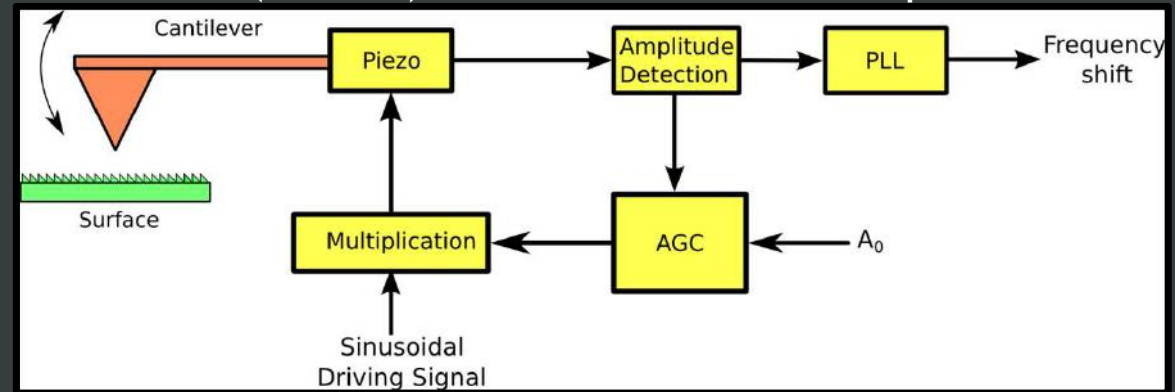 Cantilever
Piezo
Amplitude
Detection
PLL
Frequency
shift
Surface
Multiplication
AGC
A₀
Sinusoidal
Driving Signal